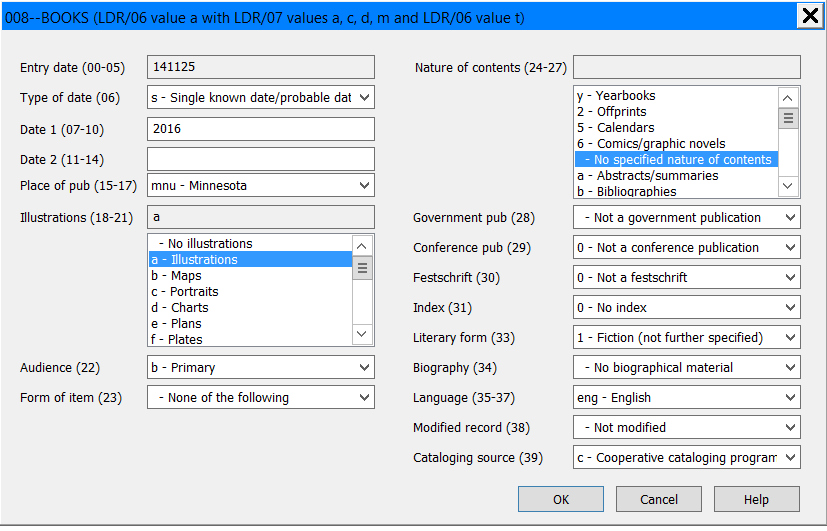 008--BOOKS (LDR/06 value a with LDR/07 values a, c, d, m and LDR/06 value t)
Entry date (00-05) 141125
Type of date (06) s - Single known date/probable dat
Date 1 (07-10) 2016
Date 2 (11-14)
Place of pub (15-17) mnu - Minnesota
Illustrations (18-21) a
- No illustrations
a - Illustrations
b - Maps
c - Portraits
d - Charts
e - Plans
f - Plates
Audience (22) b - Primary
Form of item (23) - None of the following
Nature of contents (24-27)
y - Yearbooks
2 - Offprints
5 - Calendars
6 - Comics/graphic novels
- No specified nature of contents
a - Abstracts/summaries
b - Bibliographies
Government pub (28) - Not a government publication
Conference pub (29) 0 - Not a conference publication
Festschrift (30) 0 - Not a festschrift
Index (31) 0 - No index
Literary form (33) 1 - Fiction (not further specified)
Biography (34) - No biographical material
Language (35-37) eng - English
Modified record (38) - Not modified
Cataloging source (39) c - Cooperative cataloging program
OK Cancel Help